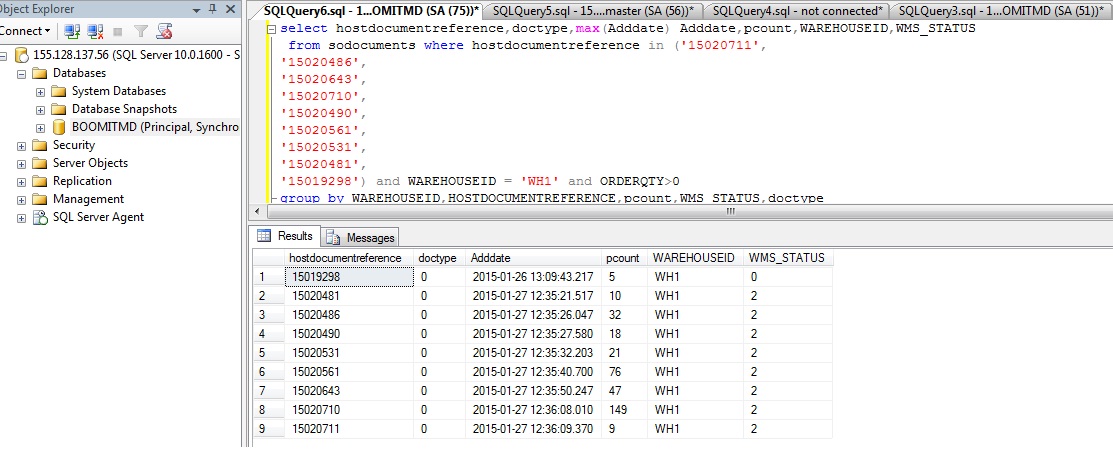 Object Explorer
Connect
155.128.137.56 (SQL Server 10.0.1600 - S
Databases
System Databases
Database Snapshots
BOOMITMD (Principal, Synchro
Security
Server Objects
Replication
Management
SQL Server Agent
SQLQuery6.sql - 1...OMITMD (SA (75))* SQLQuery5.sql - 15....master (SA (56))* SQLQuery4.sql - not connected* SQLQuery3.sql - 1...OMITMD (SA (51))*
select hostdocumentreference,doctype,max(Adddate) Adddate,pcount,WAREHOUSEID,WMS_STATUS
from sodocuments where hostdocumentreference in ('15020711',
'15020486',
'15020643',
'15020710',
'15020490',
'15020561',
'15020531',
'15020481',
'15019298') and WAREHOUSEID = 'WH1' and ORDERQTY>0
group by WAREHOUSEID,HOSTDOCUMENTREFERENCE,pcount,WMS_STATUS,doctype
Results Messages
hostdocumentreference doctype Adddate pcount WAREHOUSEID WMS_STATUS
1 15019298 0 2015-01-26 13:09:43.217 5 WH1 0
2 15020481 0 2015-01-27 12:35:21.517 10 WH1 2
3 15020486 0 2015-01-27 12:35:26.047 32 WH1 2
4 15020490 0 2015-01-27 12:35:27.580 18 WH1 2
5 15020531 0 2015-01-27 12:35:32.203 21 WH1 2
6 15020561 0 2015-01-27 12:35:40.700 76 WH1 2
7 15020643 0 2015-01-27 12:35:50.247 47 WH1 2
8 15020710 0 2015-01-27 12:36:08.010 149 WH1 2
9 15020711 0 2015-01-27 12:36:09.370 9 WH1 2